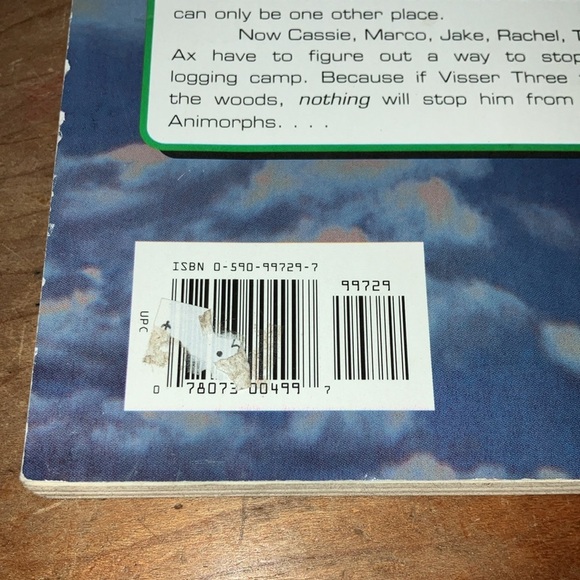 can only be one other place.
Now Cassie, Marco, Jake, Rachel, T
Ax have to figure out a way to stop
logging camp. Because if Visser Three
the woods, nothing will stop him from
Animorphs. . . .
ISBN 0-590-99729-7
99729
UPC
0 78073 00499 7